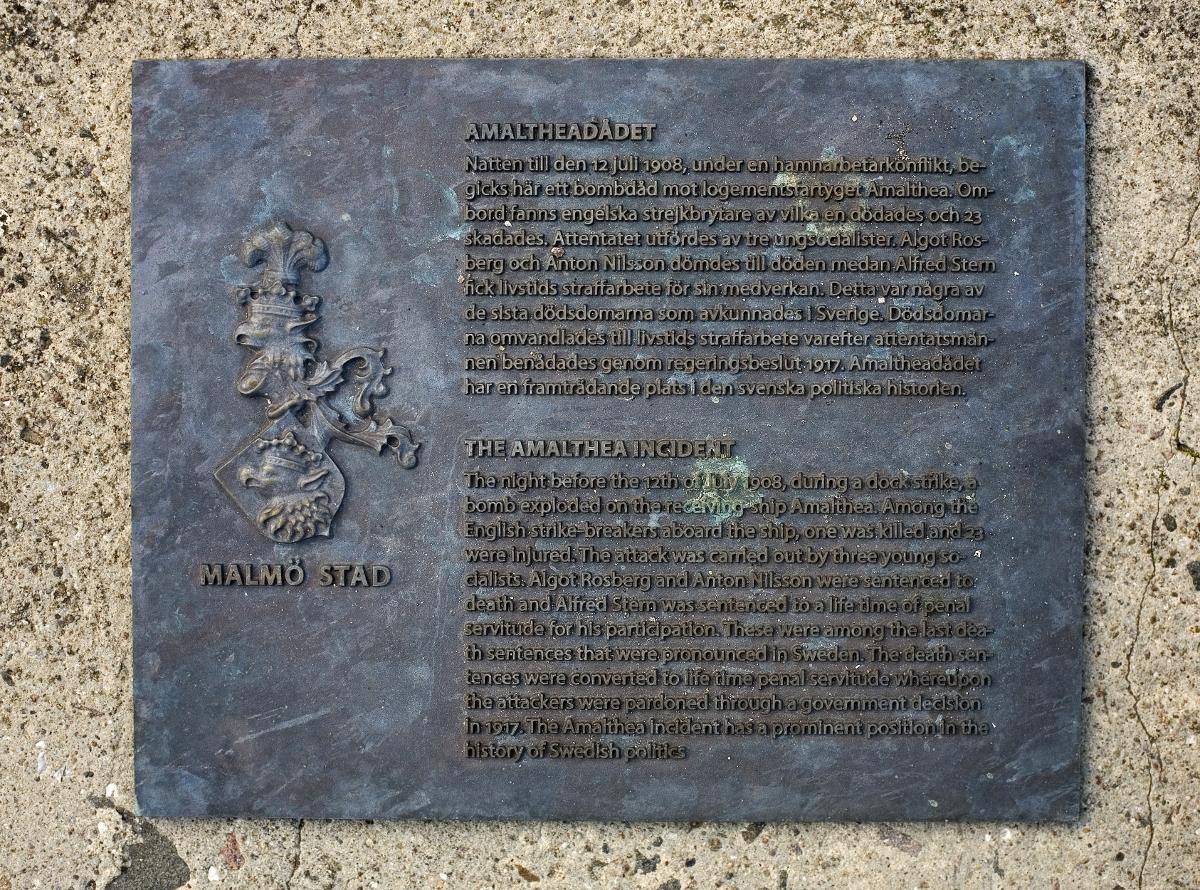 MALMÖ STAD
AMALTHEADÅDET
Natten till den 12 juli 1908, under en hamnarbetarkonflikt, be-
gicks här ett bombdåd mot logementsfartyget Amalthea. Om-
bord fanns engelska strejkbrytare av vilka en dödades och 23
skadades. Attentatet utfördes av tre ungsocialister. Algot Ros-
berg och Anton Nilsson dömdes till döden medan Alfred Stern
fick livstids straffarbete för sin medverkan. Detta var några av
de sista dödsdomarna som avkunnades i Sverige. Dödsdomar-
na omvandlades till livstids straffarbete varefter attentatsmän-
nen benådades genom regeringsbeslut 1917. Amaltheadådet
har en framträdande plats i den svenska politiska historien.
THE AMALTHEA INCIDENT
The night before the 12th of July 1908, during a dock strike, a
bomb exploded on the receiving-ship Amalthea. Among the
English strike-breakers aboard the ship, one was killed and 23
were injured. The attack was carried out by three young so-
cialists. Algot Rosberg and Anton Nilsson were sentenced to
death and Alfred Stern was sentenced to a life time of penal
servitude for his participation. These were among the last dea-
th sentences that were pronounced in Sweden. The death sen-
tences were converted to life time penal servitude whereupon
the attackers were pardoned through a government decision
in 1917. The Amalthea incident has a prominent position in the
history of Swedish politics